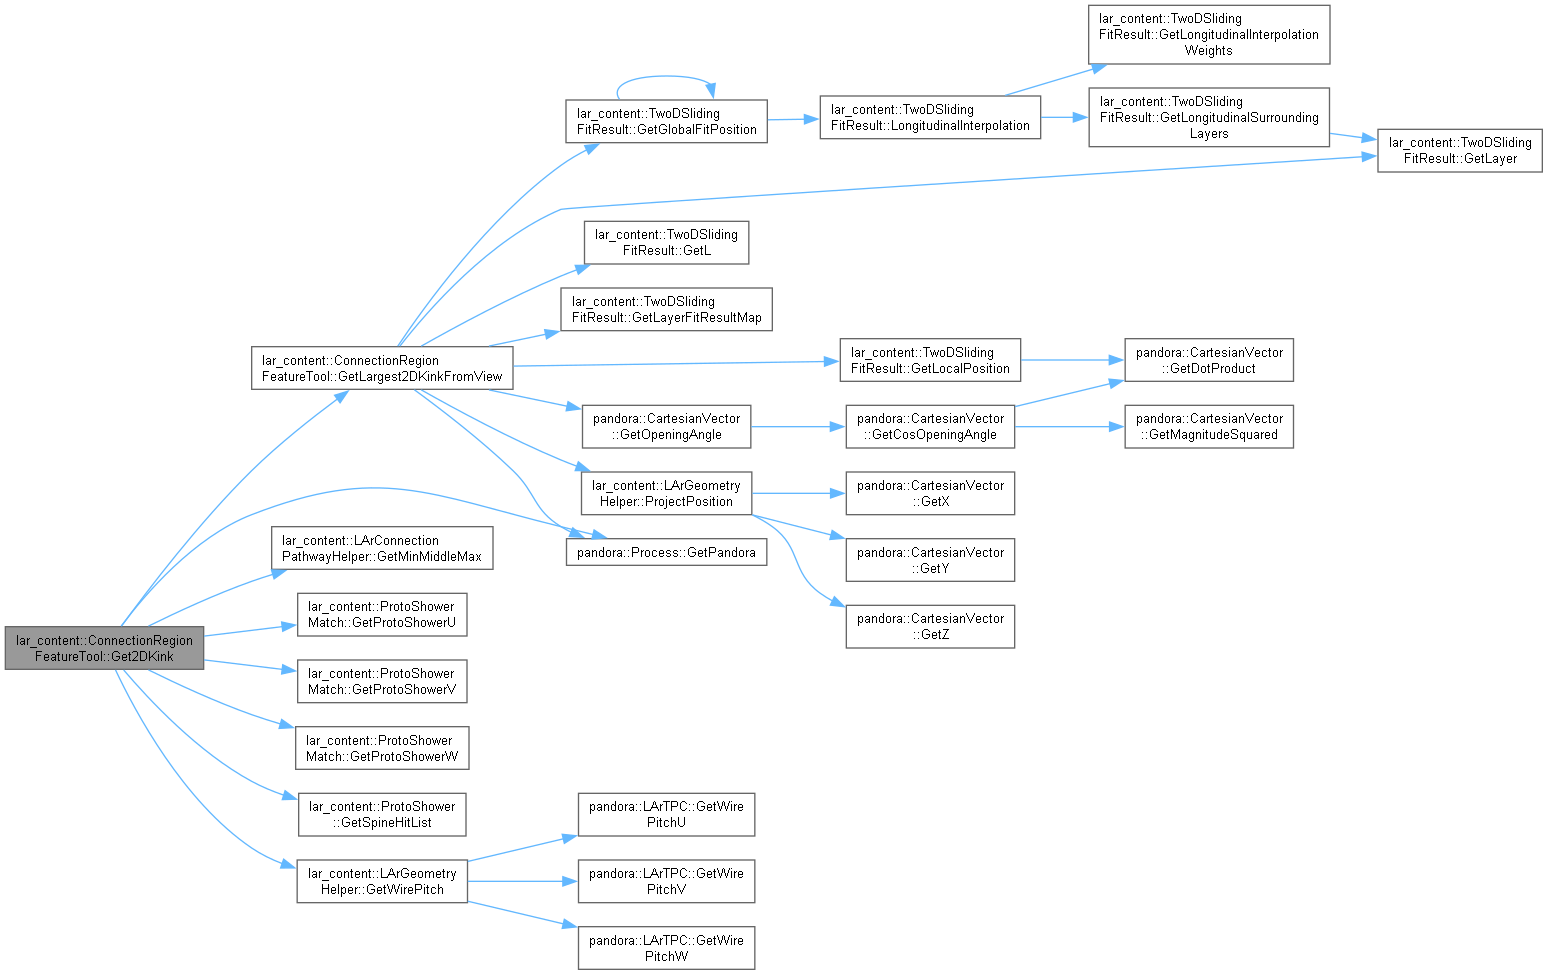 lar_content::TwoDSliding
FitResult::GetLongitudinalInterpolation
Weights
lar_content::TwoDSliding
FitResult::GetGlobalFitPosition
lar_content::TwoDSliding
FitResult::LongitudinalInterpolation
lar_content::TwoDSliding
FitResult::GetLongitudinalSurrounding
Layers
lar_content::TwoDSliding
FitResult::GetLayer
lar_content::TwoDSliding
FitResult::GetL
lar_content::TwoDSliding
FitResult::GetLayerFitResultMap
lar_content::ConnectionRegion
FeatureTool::GetLargest2DKinkFromView
lar_content::TwoDSliding
FitResult::GetLocalPosition
pandora::CartesianVector
::GetDotProduct
pandora::CartesianVector
::GetOpeningAngle
pandora::CartesianVector
::GetCosOpeningAngle
pandora::CartesianVector
::GetMagnitudeSquared
lar_content::LArGeometry
Helper::ProjectPosition
pandora::CartesianVector
::GetX
lar_content::LArConnection
PathwayHelper::GetMinMiddleMax
pandora::Process::GetPandora
pandora::CartesianVector
::GetY
lar_content::ProtoShower
Match::GetProtoShowerU
pandora::CartesianVector
::GetZ
lar_content::ConnectionRegion
FeatureTool::Get2DKink
lar_content::ProtoShower
Match::GetProtoShowerV
lar_content::ProtoShower
Match::GetProtoShowerW
lar_content::ProtoShower
::GetSpineHitList
pandora::LArTPC::GetWire
PitchU
lar_content::LArGeometry
Helper::GetWirePitch
pandora::LArTPC::GetWire
PitchV
pandora::LArTPC::GetWire
PitchW